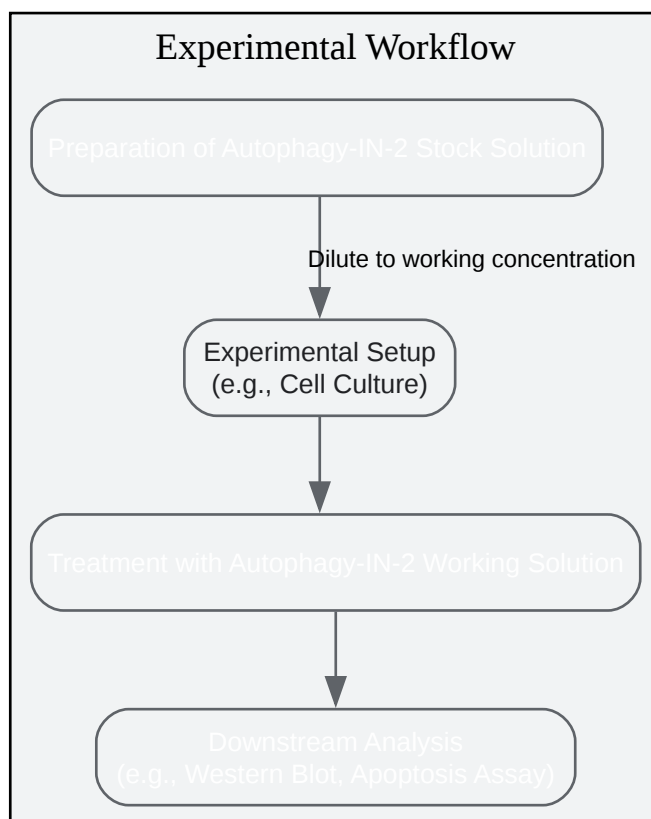 Experimental Workflow
Preparation of Autophagy-IN-2 Stock Solution
Dilute to working concentration
Experimental Setup
(e.g., Cell Culture)
Treatment with Autophagy-IN-2 Working Solution
Downstream Analysis
(e.g., Western Blot, Apoptosis Assay)